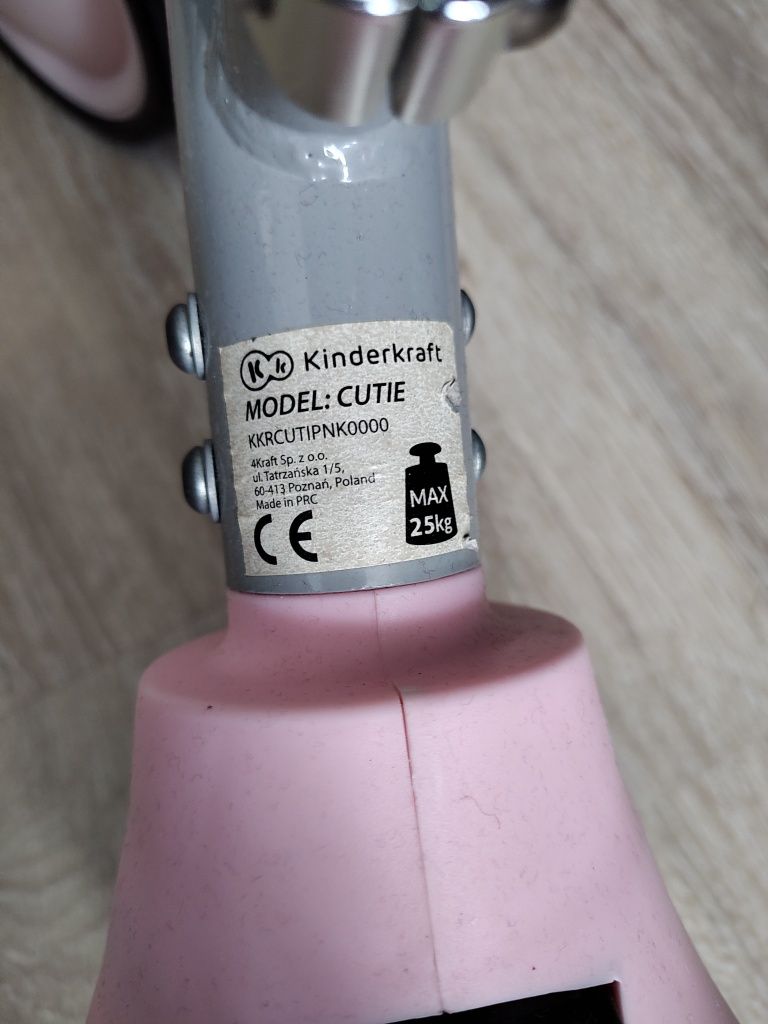 Kk Kinderkraft
MODEL: CUTIE
KKRCUTIPNK0000
4Kraft Sp. z o.o.
ul. Tatrzańska 1/5,
60-413 Poznań, Poland
Made in PRC
CE
MAX
25kg